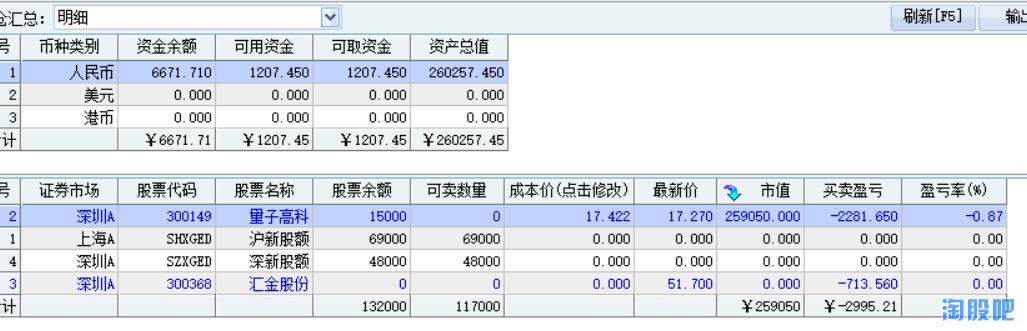 仓汇总: 明细 刷新[F5] 输出
号 币种类别 资金余额 可用资金 可取资金 资产总值
1 人民币 6671.710 1207.450 1207.450 260257.450
2 美元 0.000 0.000 0.000 0.000
3 港币 0.000 0.000 0.000 0.000
计 ￥6671.71 ￥1207.45 ￥1207.45 ￥260257.45
号 证券市场 股票代码 股票名称 股票余额 可卖数量 成本价(点击修改) 最新价 市值 买卖盈亏 盈亏率(%)
2 深圳A 300149 量子高科 15000 0 17.422 17.270 259050.000 -2281.650 -0.87
1 上海A SHXGED 沪新股额 69000 69000 0.000 0.000 0.000 0.000 0.00
4 深圳A SZXGED 深新股额 48000 48000 0.000 0.000 0.000 0.000 0.00
3 深圳A 300368 汇金股份 0 0 0.000 51.700 0.000 -713.560 0.00
计 132000 117000 ￥259050 ￥-2995.21
淘股吧